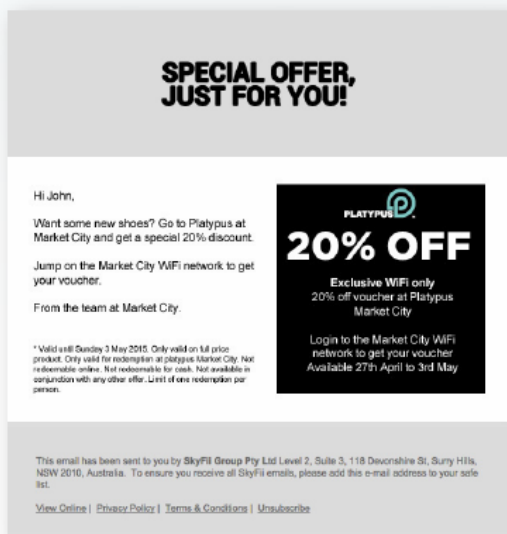 SPECIAL OFFER,
JUST FOR YOU!
Hi John,
Want some new shoes? Go to Platypus at
Market City and get a special 20% discount.
Jump on the Market City WiFi network to get
your voucher.
From the team at Market City.
* Valid until Sunday 3 May 2015. Only valid on full price
product. Only valid for redemption at platypus Market City. Not
redeemable online. Not redeemable for cash. Not available in
conjunction with any other offer. Limit of one redemption per
person.
PLATYPUS
20% OFF
Exclusive WiFi only
20% off voucher at Platypus
Market City
Login to the Market City WiFi
network to get your voucher
Available 27th April to 3rd May
This email has been sent to you by SkyFii Group Pty Ltd Level 2, Suite 3, 118 Devonshire St, Surry Hills,
NSW 2010, Australia. To ensure you receive all SkyFii emails, please add this e-mail address to your safe
list.
View Online | Privacy Policy | Terms & Conditions | Unsubscribe